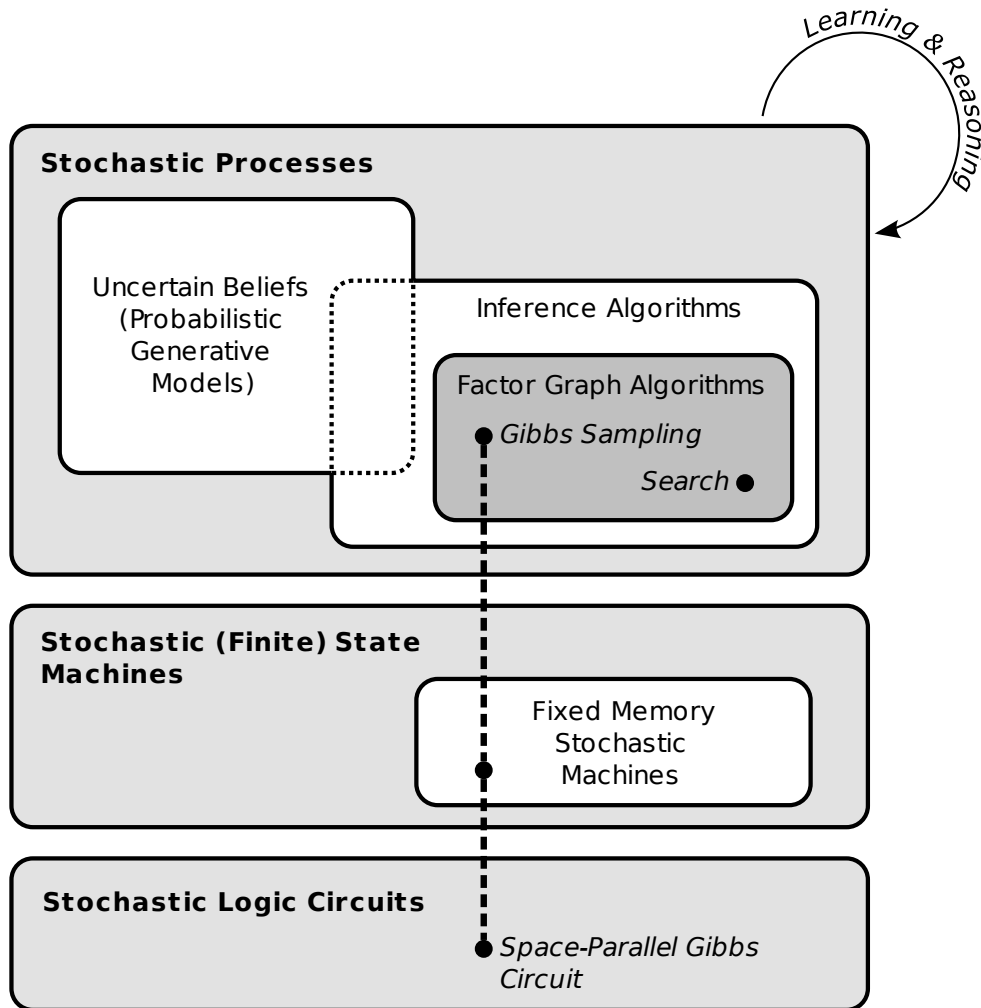 Learning & Reasoning
Stochastic Processes
Uncertain Beliefs
(Probabilistic
Generative
Models)
Inference Algorithms
Factor Graph Algorithms
Gibbs Sampling
Search
Stochastic (Finite) State
Machines
Fixed Memory
Stochastic
Machines
Stochastic Logic Circuits
Space-Parallel Gibbs
Circuit